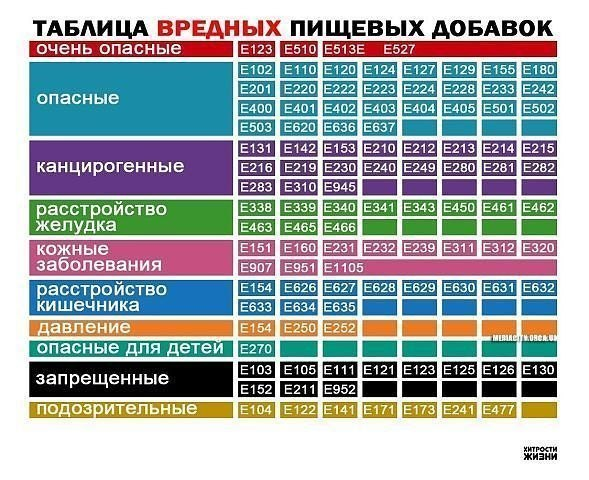 ТАБЛИЦА ВРЕДНЫХ ПИЩЕВЫХ ДОБАВОК
очень опасные E123 E510 E513E E527
опасные
E102 E110 E120 E124 E127 E129 E155 E180
E201 E220 E222 E223 E224 E228 E233 E242
E400 E401 E402 E403 E404 E405 E501 E502
E503 E620 E636 E637
канцирогенные
E131 E142 E153 E210 E212 E213 E214 E215
E216 E219 E230 E240 E249 E280 E281 E282
E283 E310 E945
расстройство
желудка
E338 E339 E340 E341 E343 E450 E461 E462
E463 E465 E466
кожные
заболевания
E151 E160 E231 E232 E239 E311 E312 E320
E907 E951 E1105
расстройство
кишечника
E154 E626 E627 E628 E629 E630 E631 E632
E633 E634 E635
давление E154 E250 E252
опасные для детей E270
запрещенные
E103 E105 E111 E121 E123 E125 E126 E130
E152 E211 E952
подозрительные E104 E122 E141 E171 E173 E241 E477
ХИТРОСТИ
ЖИЗНИ